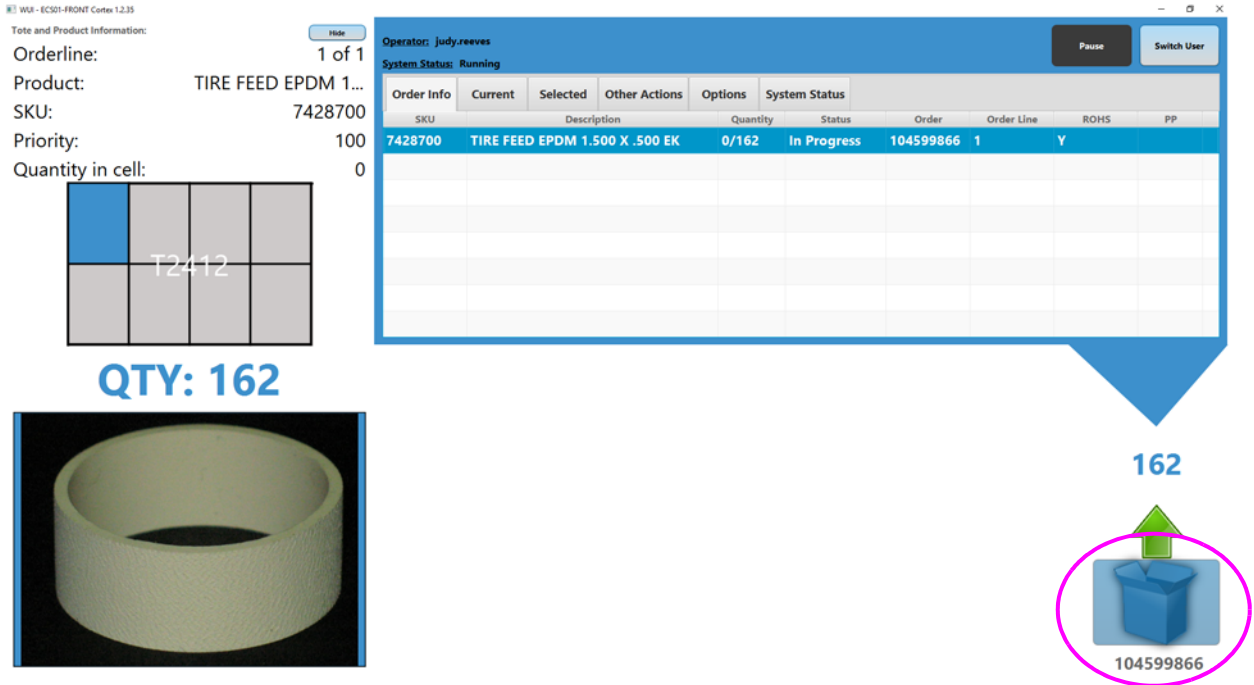 WUI - ECS01-FRONT Cortex 1.2.35
Tote and Product Information:
Hide
Orderline: 1 of 1
Product: TIRE FEED EPDM 1...
SKU: 7428700
Priority: 100
Quantity in cell: 0
T2412
QTY: 162
Operator: judy.reeves
System Status: Running
Pause
Switch User
Order Info Current Selected Other Actions Options System Status
SKU Description Quantity Status Order Order Line ROHS PP
7428700 TIRE FEED EPDM 1.500 X .500 EK 0/162 In Progress 104599866 1 Y
162
104599866